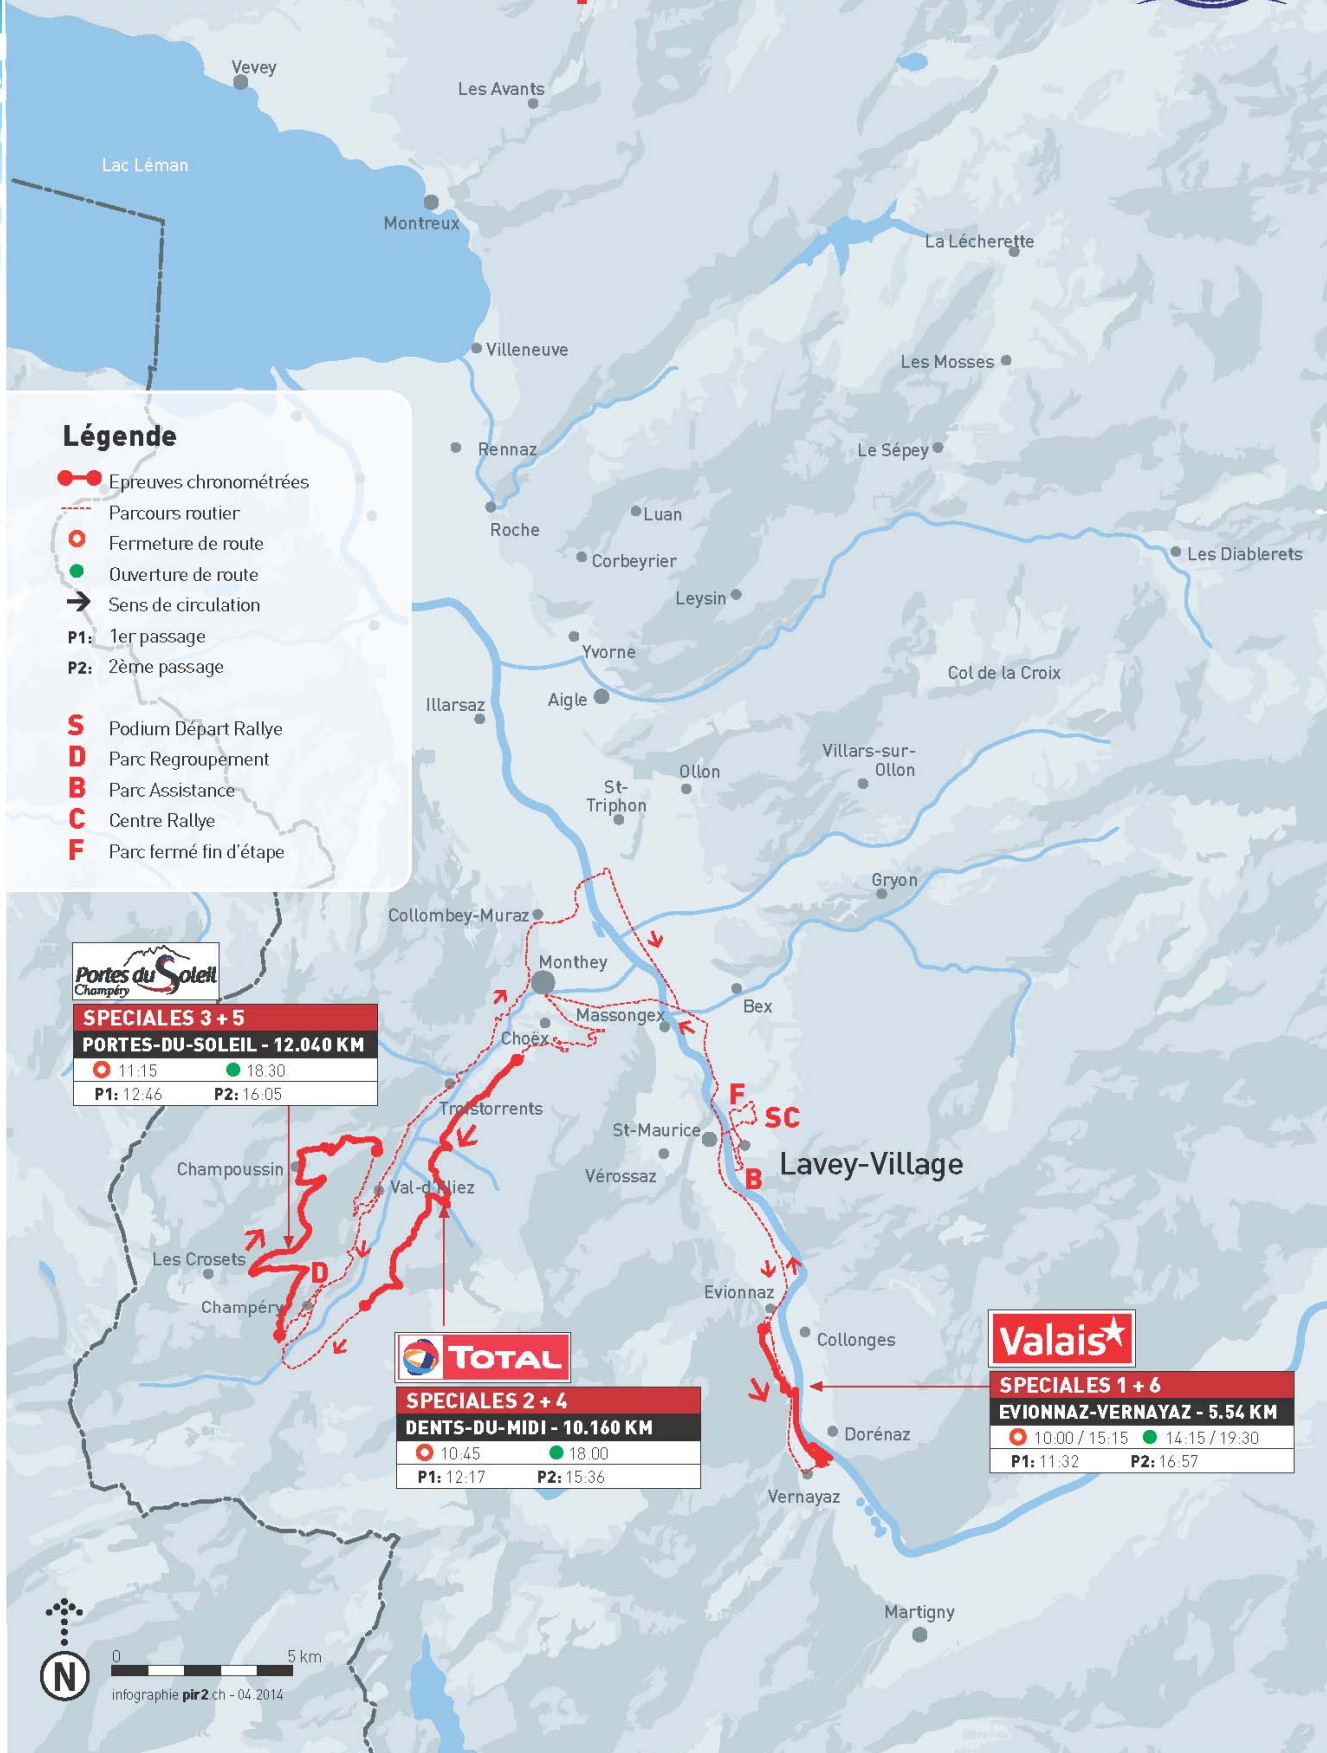 Vevey
Les Avants
Lac Léman
Montreux
La Lécherette
Villeneuve
Les Mosses
Légende
Epreuves chronométrées
Parcours routier
Fermeture de route
Ouverture de route
Sens de circulation
P1: 1er passage
P2: 2ème passage
S Podium Départ Rallye
D Parc Regroupement
B Parc Assistance
C Centre Rallye
F Parc fermé fin d'étape
Rennaz
Le Sépey
Roche
Luan
Corbeyrier
Les Diablerets
Leysin
Yvorne
Col de la Croix
Aigle
Illarsaz
Villars-sur-
Ollon
Ollon
St-
Triphon
Gryon
Collombey-Muraz
Monthey
Bex
Massongex
Choëx
Portes du Soleil
Champéry
SPECIALES 3 + 5
PORTES-DU-SOLEIL - 12.040 KM
11:15 18.30
P1: 12:46 P2: 16:05
Troistorrents
F
SC
St-Maurice
Lavey-Village
Vérossaz
B
Champoussin
Val-d'Illiez
Les Crosets
D
Champéry
Evionnaz
Collonges
TOTAL
SPECIALES 2 + 4
DENTS-DU-MIDI - 10.160 KM
10:45 18.00
P1: 12:17 P2: 15:36
Valais
SPECIALES 1 + 6
EVIONNAZ-VERNAYAZ - 5.54 KM
10:00 / 15:15 14:15 / 19:30
P1: 11:32 P2: 16:57
Dorénaz
Vernayaz
Martigny
N
0 5 km
infographie pir2.ch - 04.2014